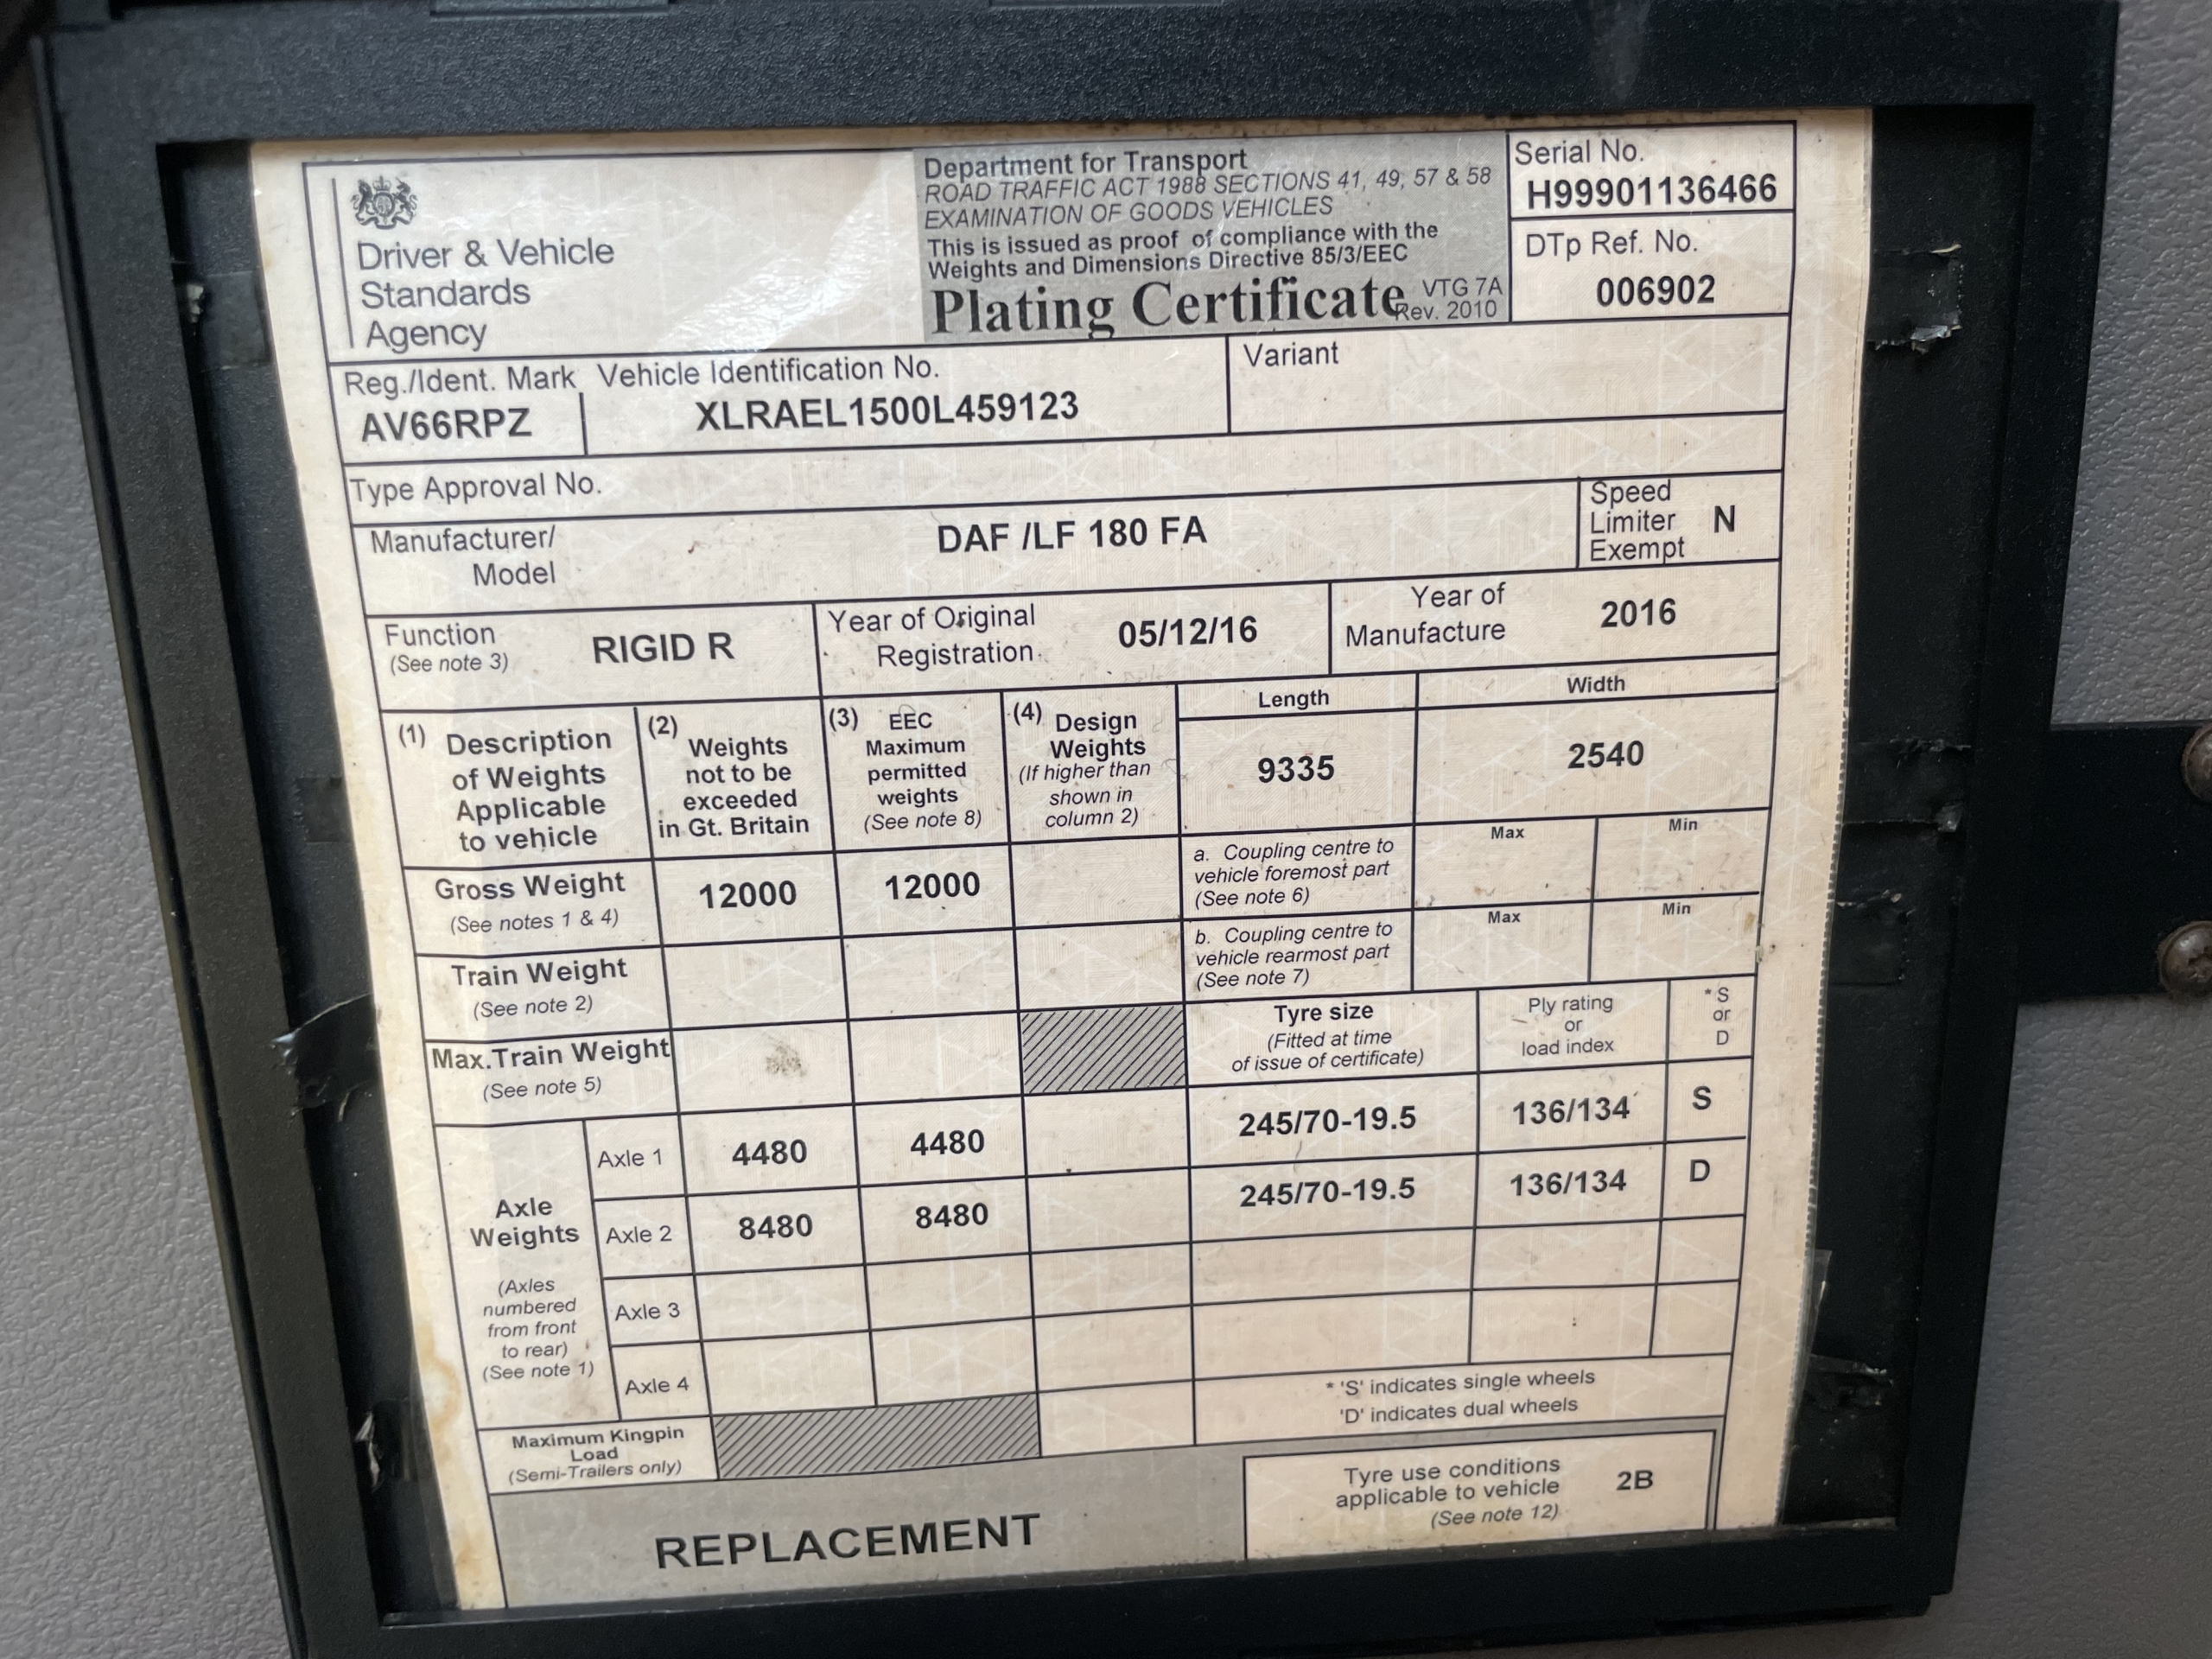 Driver & Vehicle
Standards
Agency
Department for Transport
ROAD TRAFFIC ACT 1988 SECTIONS 41, 49, 57 & 58
EXAMINATION OF GOODS VEHICLES
This is issued as proof of compliance with the
Weights and Dimensions Directive 85/3/EEC
Plating Certificate VTG 7A
Rev. 2010
Serial No.
H99901136466
DTp Ref. No.
006902
Reg./Ident. Mark
AV66RPZ
Vehicle Identification No.
XLRAEL1500L459123
Variant
Type Approval No.
Manufacturer/
Model
DAF /LF 180 FA
Speed
Limiter
Exempt
N
Function
(See note 3)
RIGID R
Year of Original
Registration
05/12/16
Year of
Manufacture
2016
(1) Description
of Weights
Applicable
to vehicle
(2) Weights
not to be
exceeded
in Gt. Britain
(3) EEC
Maximum
permitted
weights
(See note 8)
(4) Design
Weights
(If higher than
shown in
column 2)
Length
9335
Width
2540
a. Coupling centre to
vehicle foremost part
(See note 6)
Max
Min
b. Coupling centre to
vehicle rearmost part
(See note 7)
Max
Min
Gross Weight
(See notes 1 & 4)
12000
12000
Train Weight
(See note 2)
Max.Train Weight
(See note 5)
Tyre size
(Fitted at time
of issue of certificate)
Ply rating
or
load index
* S
or
D
Axle
Weights
(Axles
numbered
from front
to rear)
(See note 1)
Axle 1
4480
4480
245/70-19.5
136/134
S
Axle 2
8480
8480
245/70-19.5
136/134
D
Axle 3
Axle 4
* 'S' indicates single wheels
'D' indicates dual wheels
Maximum Kingpin
Load
(Semi-Trailers only)
REPLACEMENT
Tyre use conditions
applicable to vehicle
(See note 12)
2B